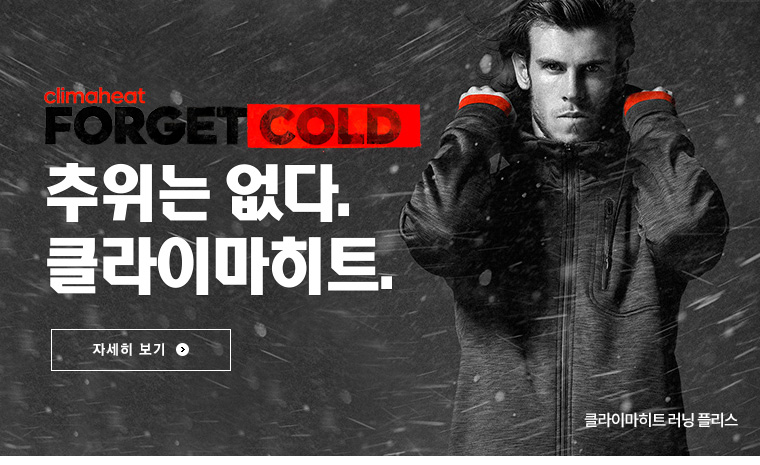 climaheat
FORGET COLD
추위는 없다.
클라이마히트.
자세히 보기
클라이마히트 러닝 플리스